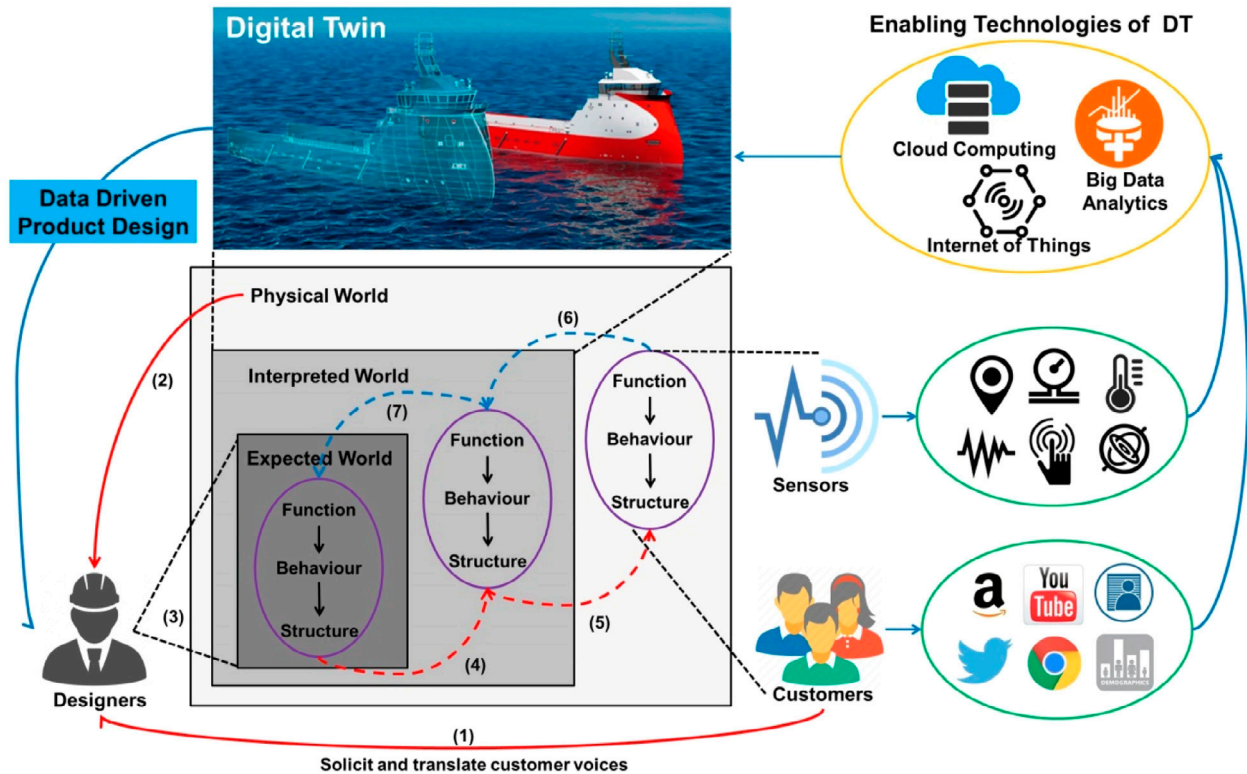 Digital Twin
Enabling Technologies of DT
Cloud Computing
Big Data
Analytics
Internet of Things
Data Driven
Product Design
Physical World
(2)
(6)
Interpreted World
(7)
Function
Behaviour
Structure
Function
Behaviour
Structure
Expected World
Function
Behaviour
Structure
(3)
(4)
(5)
Sensors
a
You
Tube
DEMOGRAPHICS
Designers
Customers
(1)
Solicit and translate customer voices